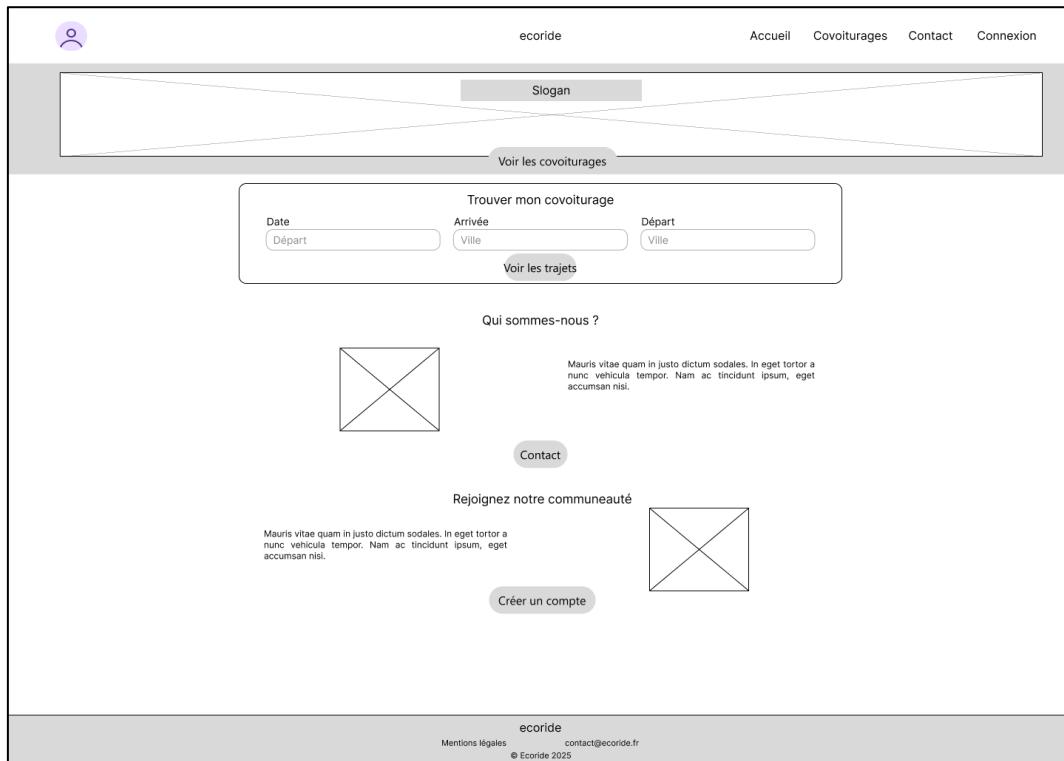 ecoride
Accueil Covoiturages Contact Connexion
Slogan
Voir les covoiturages
Trouver mon covoiturage
Date Arrivée Départ
Départ Ville Ville
Voir les trajets
Qui sommes-nous ?
Mauris vitae quam in justo dictum sodales. In eget tortor a
nunc vehicula tempor. Nam ac tincidunt ipsum, eget
accumsan nisi.
Contact
Rejoignez notre communeauté
Mauris vitae quam in justo dictum sodales. In eget tortor a
nunc vehicula tempor. Nam ac tincidunt ipsum, eget
accumsan nisi.
Créer un compte
ecoride
Mentions légales contact@ecoride.fr
© Ecoride 2025